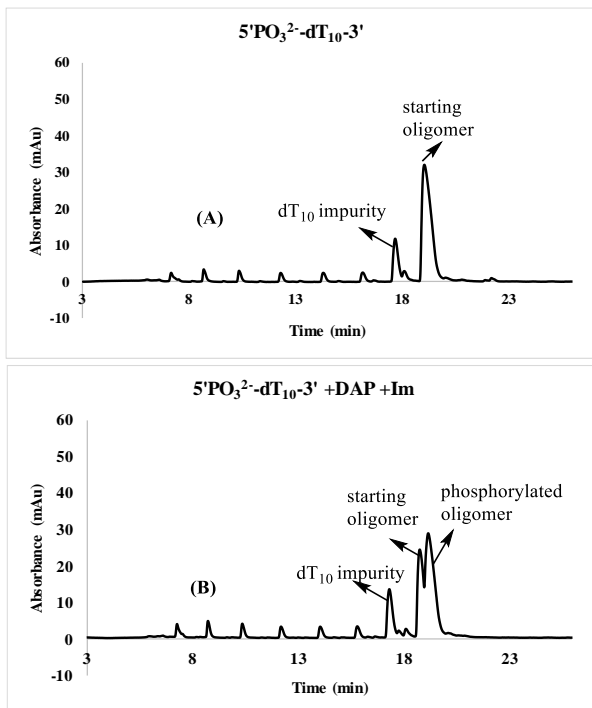 5'PO₃²⁻-dT₁₀-3'
60
50
40
30
20
10
0
-10
Absorbance (mAu)
starting
oligomer
dT₁₀ impurity
(A)
3 8 13 18 23
Time (min)
5'PO₃²⁻-dT₁₀-3' +DAP +Im
60
50
40
30
20
10
0
-10
Absorbance (mAu)
starting
oligomer
phosphorylated
oligomer
dT₁₀ impurity
(B)
3 8 13 18 23
Time (min)